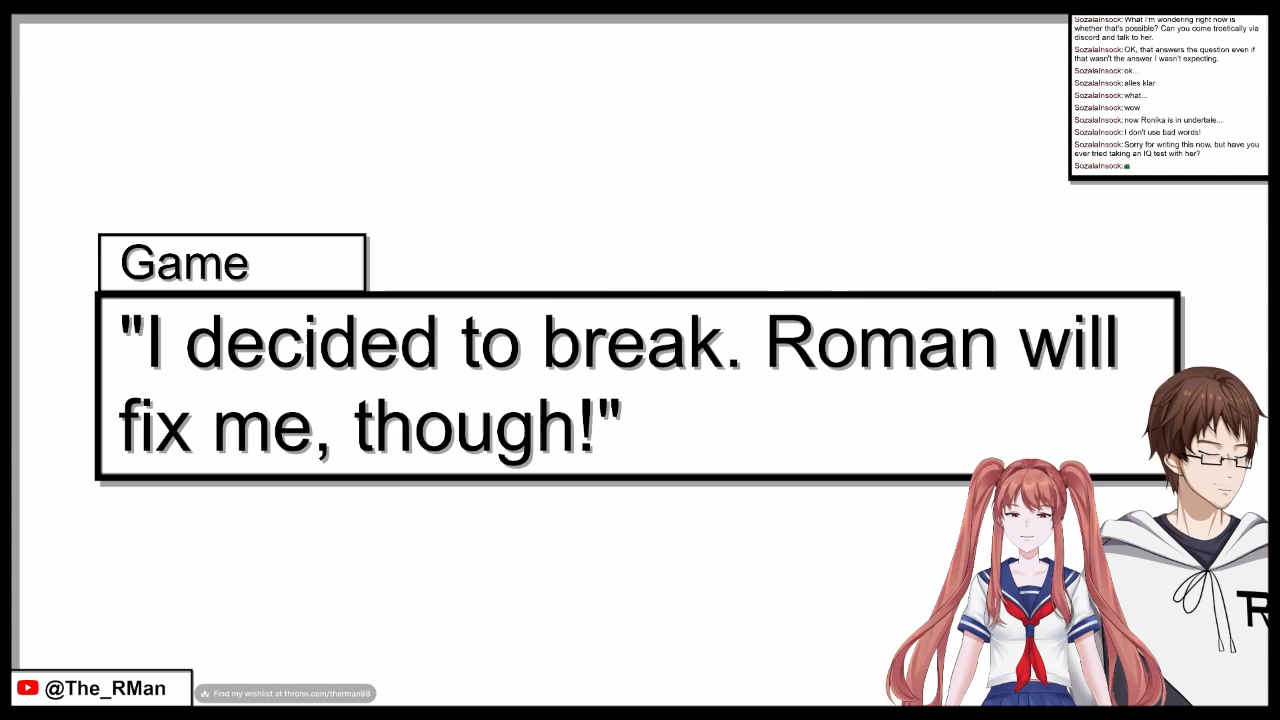 SozalaInsock: What I'm wondering right now is
whether that's possible? Can you come troetically via
discord and talk to her.
SozalaInsock: OK, that answers the question even if
that wasn't the answer I wasn't expecting.
SozalaInsock: ok...
SozalaInsock: alles klar
SozalaInsock: what...
SozalaInsock: wow
SozalaInsock: now Ronika is in undertale...
SozalaInsock: I don't use bad words!
SozalaInsock: Sorry for writing this now, but have you
ever tried taking an IQ test with her?
SozalaInsock:
Game
"I decided to break. Roman will
fix me, though!"
@The_RMan
Find my wishlist at throne.com/therman98